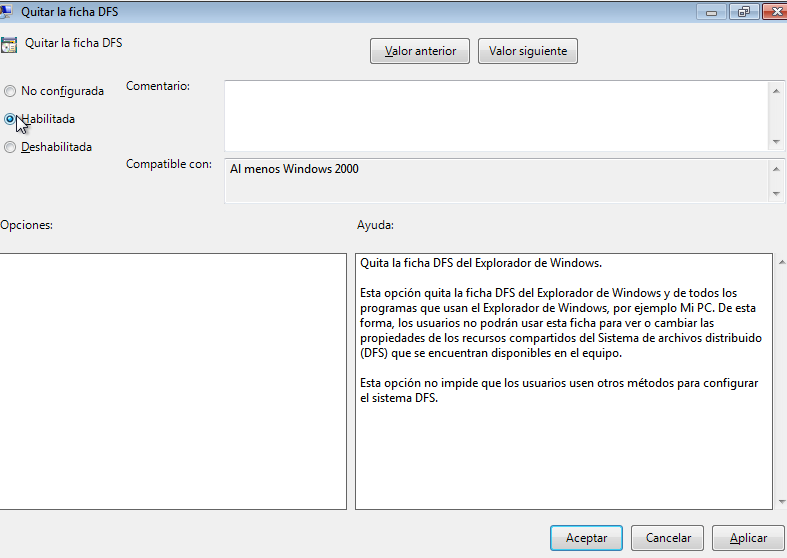 Quitar la ficha DFS
Quitar la ficha DFS
Valor anterior
Valor siguiente
No configurada
Comentario:
Habilitada
Deshabilitada
Compatible con:
Al menos Windows 2000
Opciones:
Ayuda:
Quita la ficha DFS del Explorador de Windows.
Esta opción quita la ficha DFS del Explorador de Windows y de todos los
programas que usan el Explorador de Windows, por ejemplo Mi PC. De esta
forma, los usuarios no podrán usar esta ficha para ver o cambiar las
propiedades de los recursos compartidos del Sistema de archivos distribuido
(DFS) que se encuentran disponibles en el equipo.
Esta opción no impide que los usuarios usen otros métodos para configurar
el sistema DFS.
Aceptar
Cancelar
Aplicar